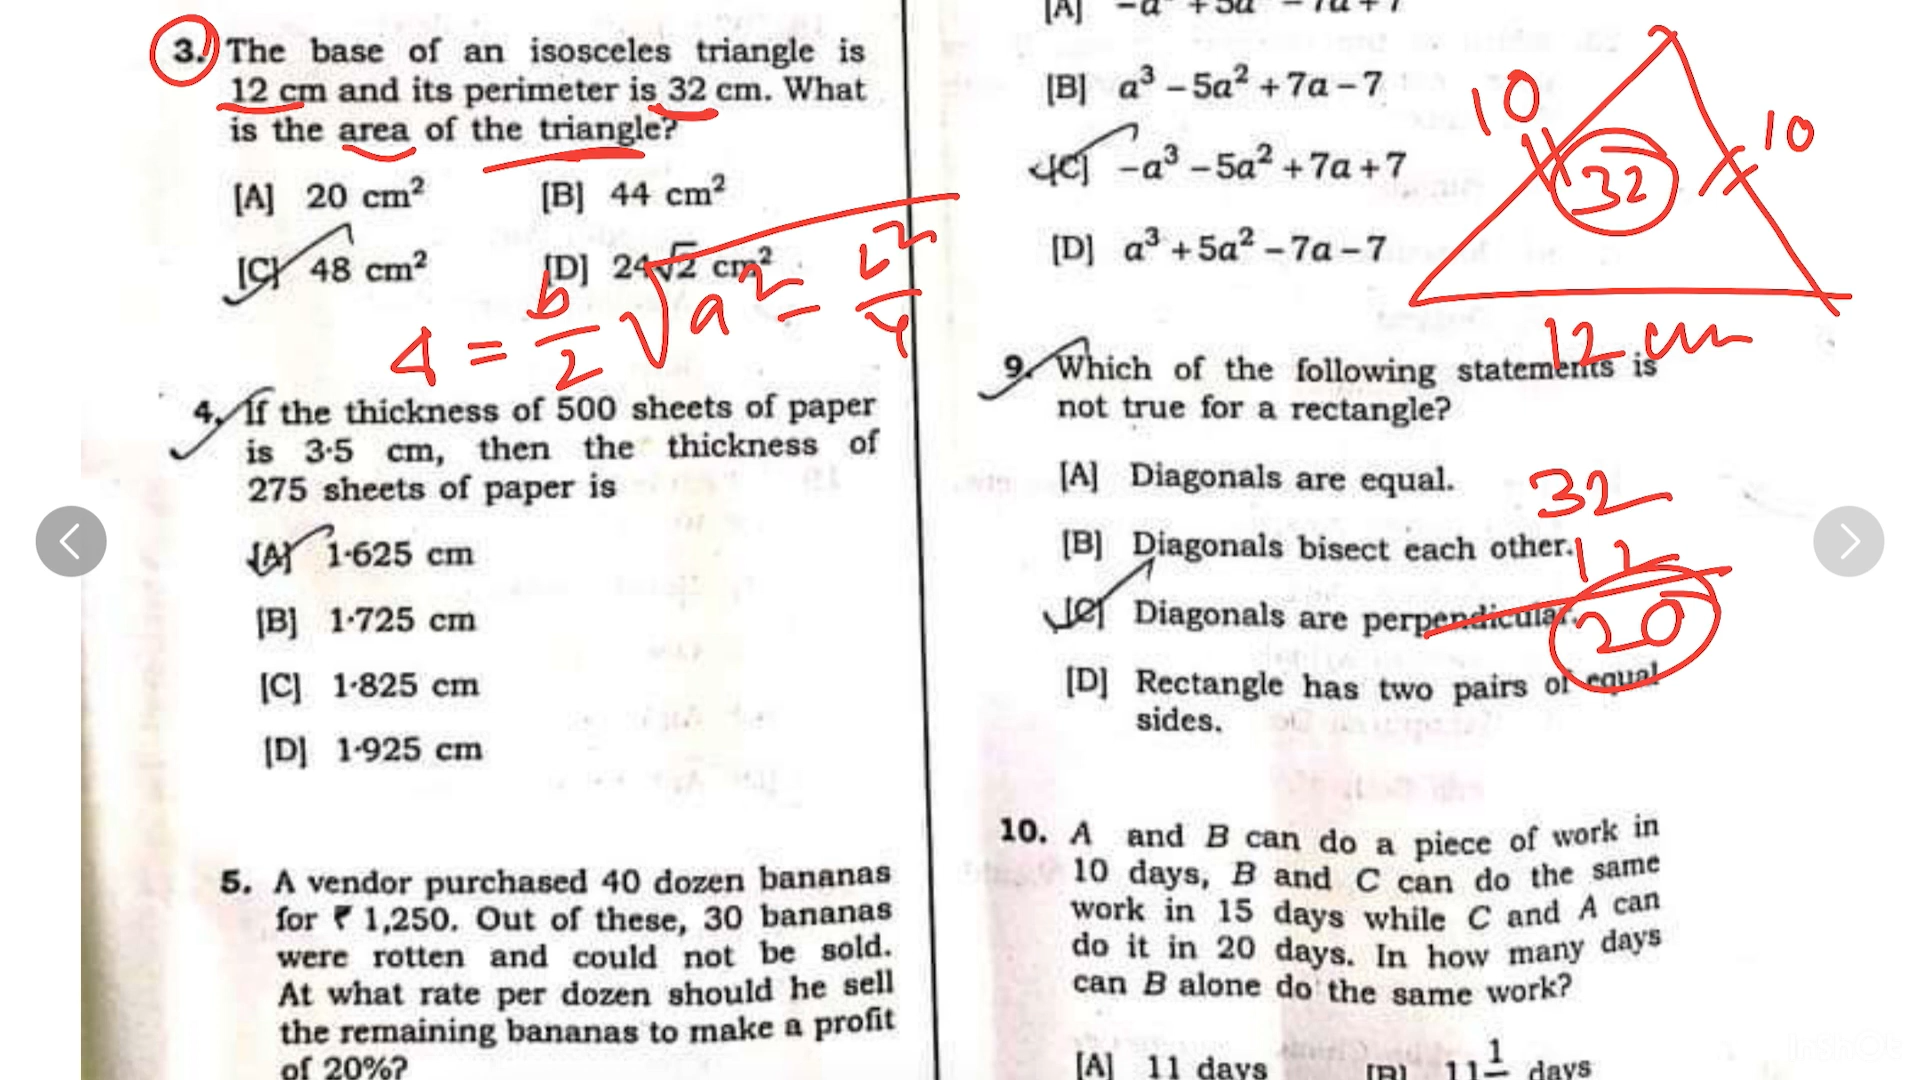 3. The base of an isosceles triangle is
12 cm and its perimeter is 32 cm. What
is the area of the triangle?
[A] 20 cm² [B] 44 cm²
[C] 48 cm² [D] 24√2 cm²
A = b/2 √a² - b²/4
4. If the thickness of 500 sheets of paper
is 3·5 cm, then the thickness of
275 sheets of paper is
[A] 1·625 cm
[B] 1·725 cm
[C] 1·825 cm
[D] 1·925 cm
5. A vendor purchased 40 dozen bananas
for ₹ 1,250. Out of these, 30 bananas
were rotten and could not be sold.
At what rate per dozen should he sell
the remaining bananas to make a profit
of 20%?
[B] a³ – 5a² + 7a – 7
[C] –a³ – 5a² + 7a + 7
[D] a³ + 5a² – 7a – 7
10
32
10
12 cm
9. Which of the following statements is
not true for a rectangle?
[A] Diagonals are equal.
[B] Diagonals bisect each other.
[C] Diagonals are perpendicular.
[D] Rectangle has two pairs of equal
sides.
32
12
20
10. A and B can do a piece of work in
10 days, B and C can do the same
work in 15 days while C and A can
do it in 20 days. In how many days
can B alone do the same work?
[A] 11 days [B] 11 1/ days